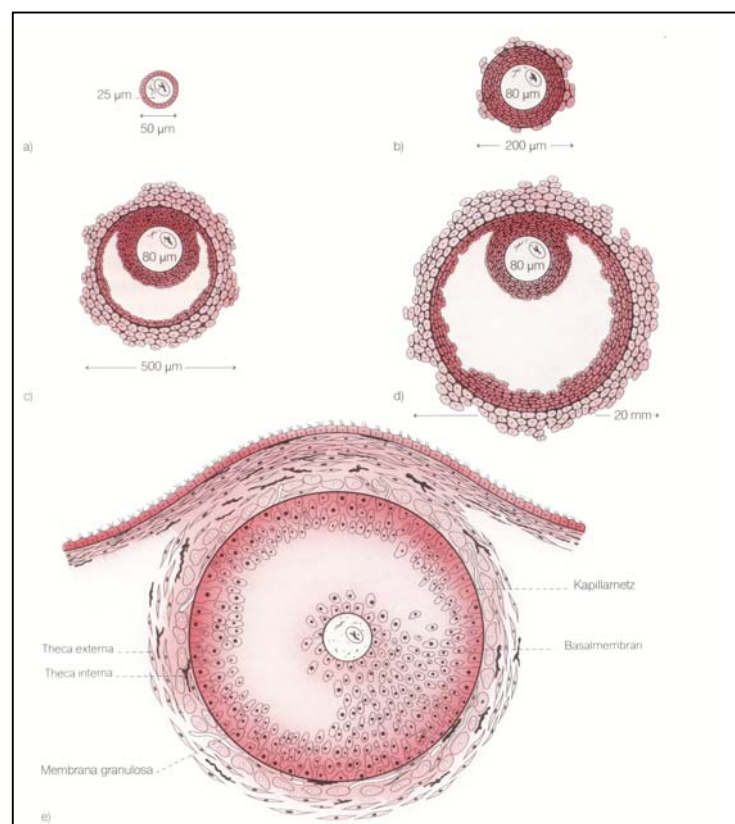 25 µm
50 µm
a)
80 µm
200 µm
b)
80 µm
500 µm
c)
80 µm
20 mm
d)
Kapillarnetz
Theca externa
Basalmembran
Theca interna
Membrana granulosa
e)